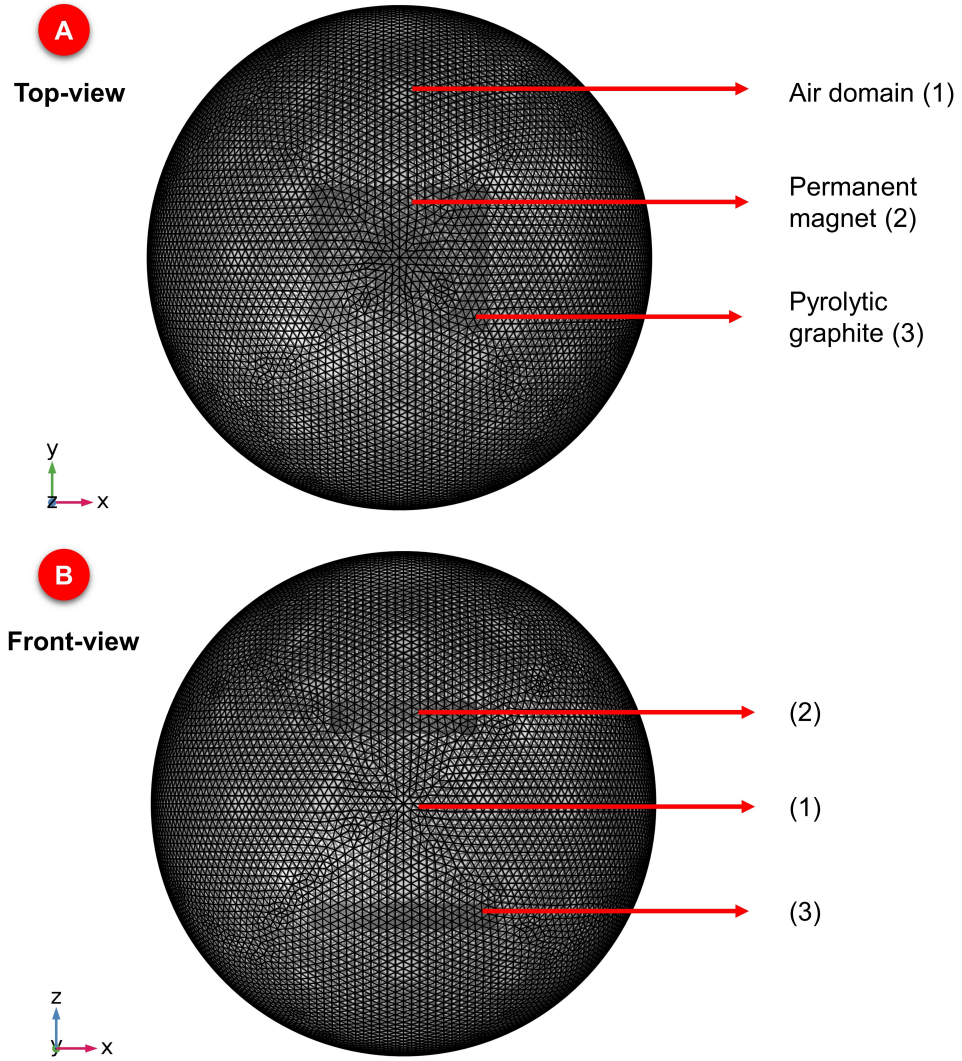 A
Top-view
Air domain (1)
Permanent
magnet (2)
Pyrolytic
graphite (3)
y
z
x
B
Front-view
(2)
(1)
(3)
z
y
x